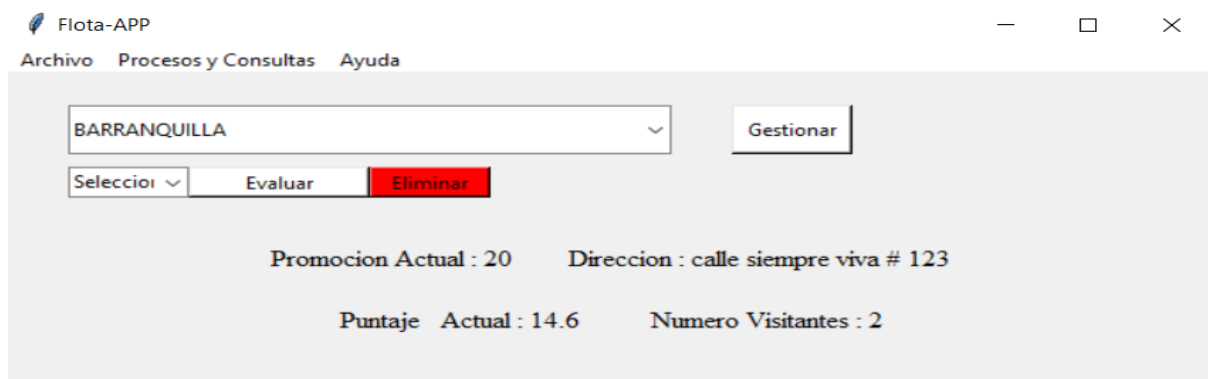 Flota-APP
Archivo Procesos y Consultas Ayuda
BARRANQUILLA Gestionar
Seleccion Evaluar Eliminar
Promocion Actual : 20 Direccion : calle siempre viva # 123
Puntaje Actual : 14.6 Numero Visitantes : 2